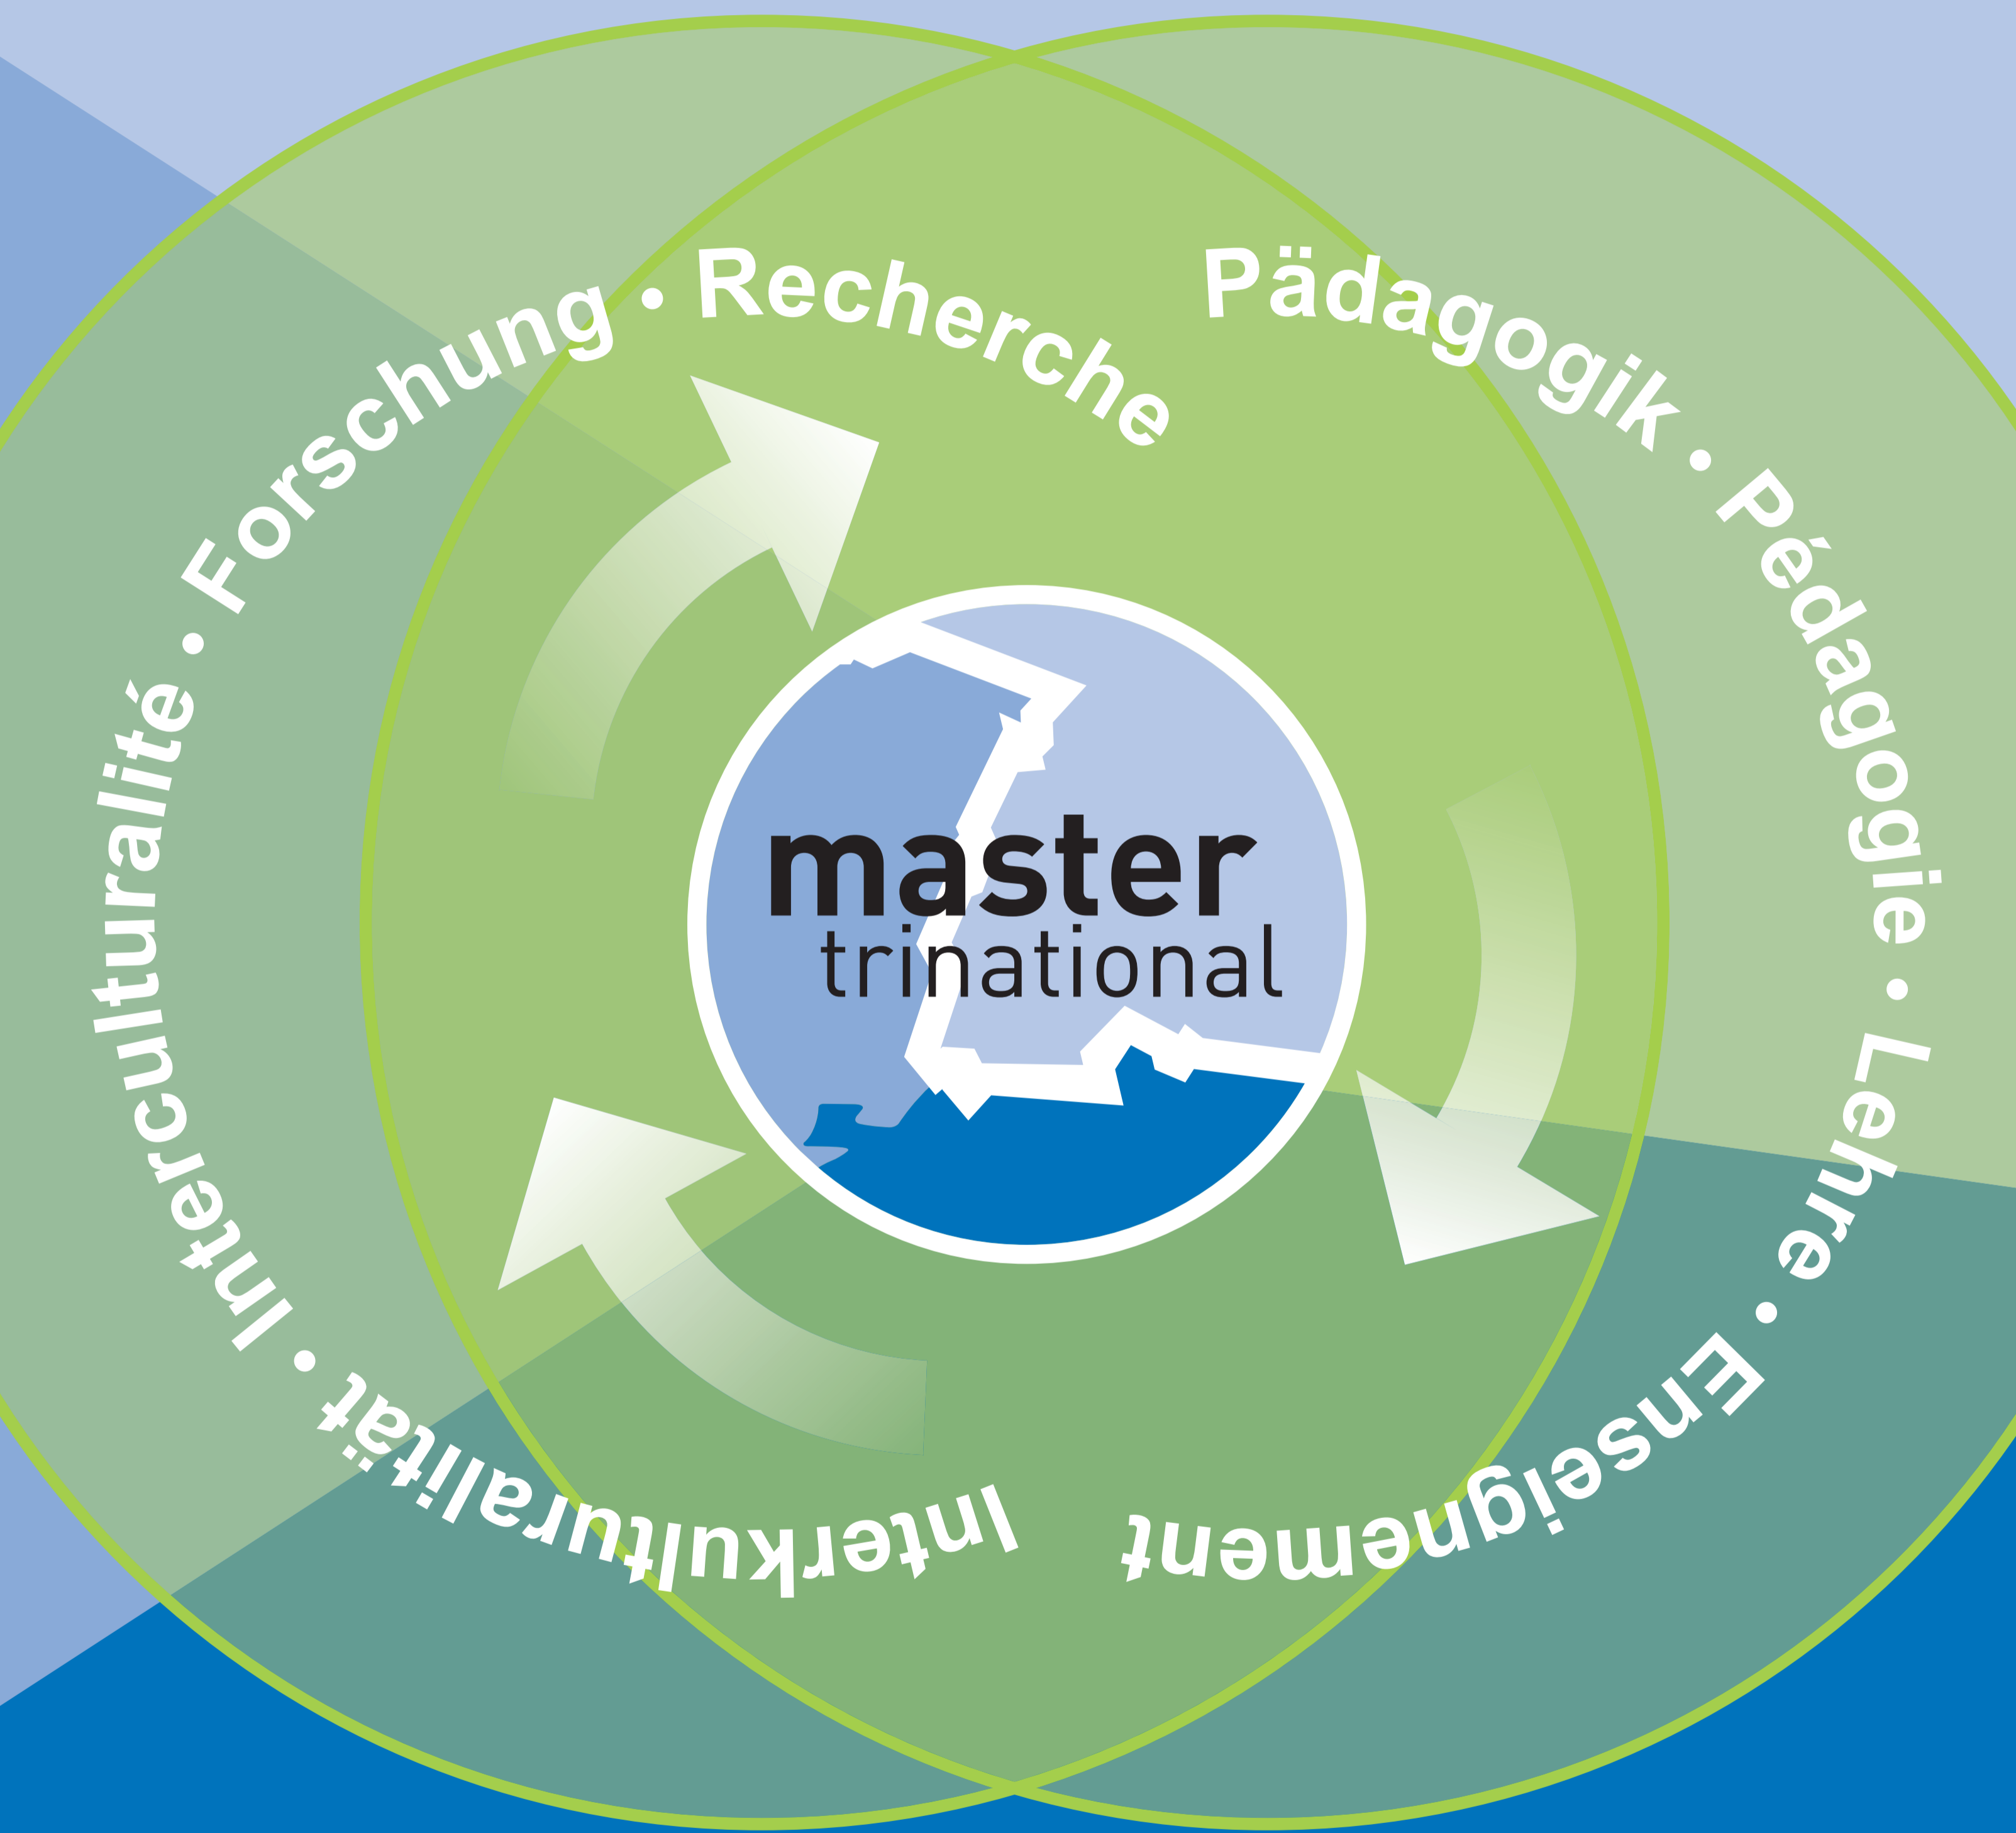 Interkulturalität • Interculturalité • Forschung • Recherche
Pädagogik • Pédagogie • Lehre • Enseignement
master
trinational